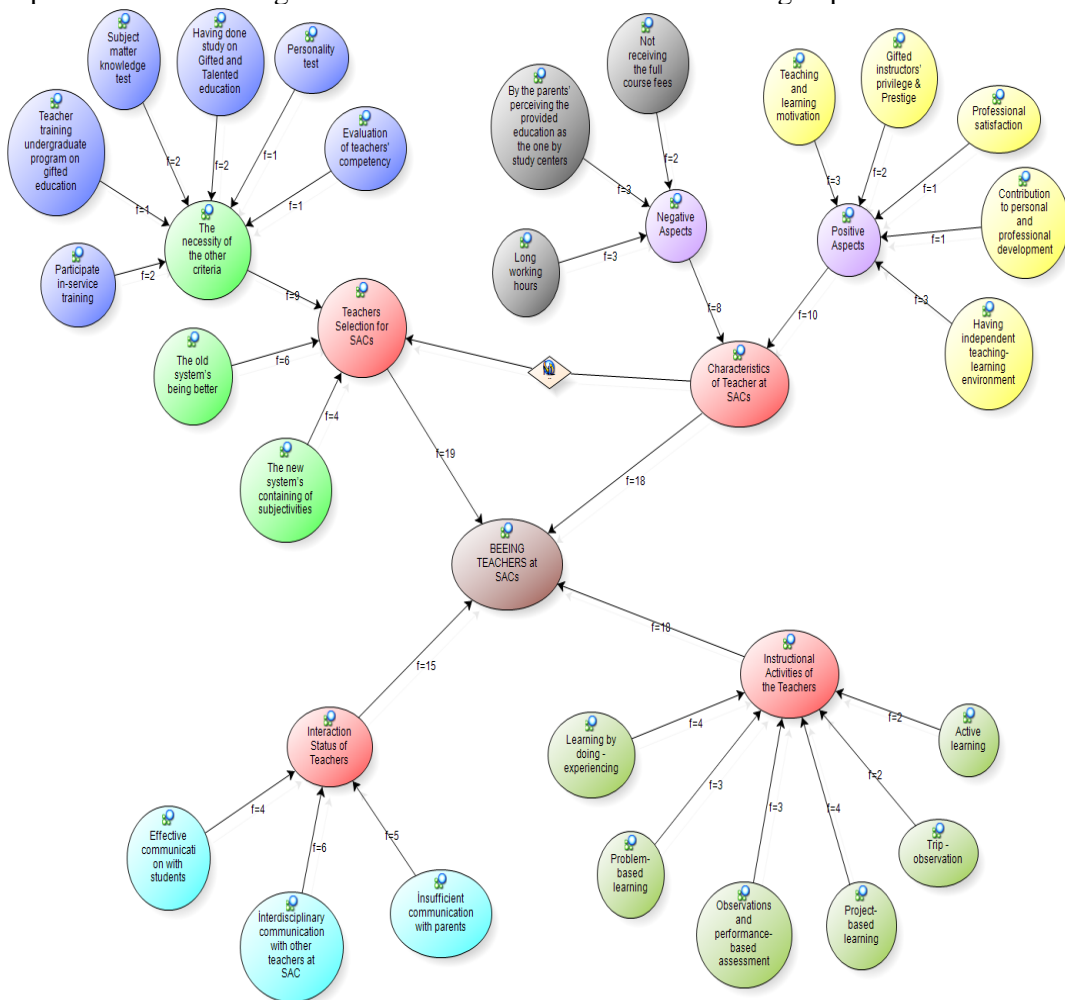 Subject
matter
knowledge
test
Having done
study on
Gifted and
Talented
education
Personality
test
Teacher
training
undergraduate
program on
gifted
education
Evaluation
of teachers'
competency
Participate
in-service
training
f=2
f=2
f=1
f=1
f=1
f=2
The
necessity of
the other
criteria
f=9
Teachers
Selection for
SACs
The old
system's
being better
f=6
f=4
The new
system's
containing of
subjectivities
By the parents'
perceiving the
provided
education as
the one by
study centers
Not
receiving
the full
course fees
Long
working
hours
f=2
f=3
f=3
Negative
Aspects
f=8
Teaching
and
learning
motivation
Gifted
instructors'
privilege &
Prestige
Professional
satisfaction
Contribution
to personal
and
professional
development
Having
independent
teaching-
learning
environment
f=3
f=2
f=1
f=1
f=3
Positive
Aspects
f=10
Characteristics
of Teacher at
SACs
f=19
f=18
BEEING
TEACHERS at
SACs
f=15
f=18
Interaction
Status of
Teachers
f=4
f=6
f=5
Effective
communicati
on with
students
İnterdisciplinary
communication
with other
teachers at
SAC
İnsufficient
communication
with parents
Instructional
Activities of
the Teachers
f=4
f=3
f=3
f=4
f=2
f=2
Learning by
doing -
experiencing
Problem-
based
learning
Observations
and
performance-
based
assessment
Project-
based
learning
Trip -
observation
Active
learning